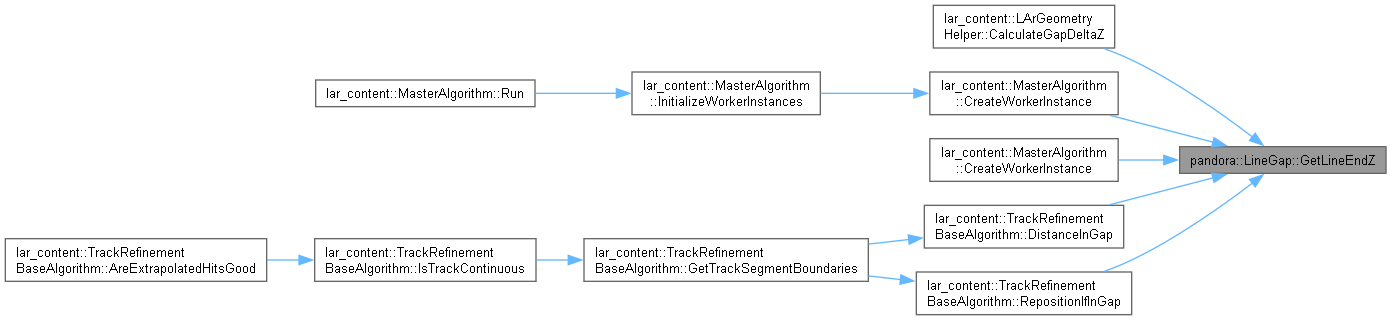 lar_content::LArGeometry
Helper::CalculateGapDeltaZ
lar_content::MasterAlgorithm::Run
lar_content::MasterAlgorithm
::InitializeWorkerInstances
lar_content::MasterAlgorithm
::CreateWorkerInstance
lar_content::MasterAlgorithm
::CreateWorkerInstance
pandora::LineGap::GetLineEndZ
lar_content::TrackRefinement
BaseAlgorithm::DistanceInGap
lar_content::TrackRefinement
BaseAlgorithm::AreExtrapolatedHitsGood
lar_content::TrackRefinement
BaseAlgorithm::IsTrackContinuous
lar_content::TrackRefinement
BaseAlgorithm::GetTrackSegmentBoundaries
lar_content::TrackRefinement
BaseAlgorithm::RepositionIfInGap